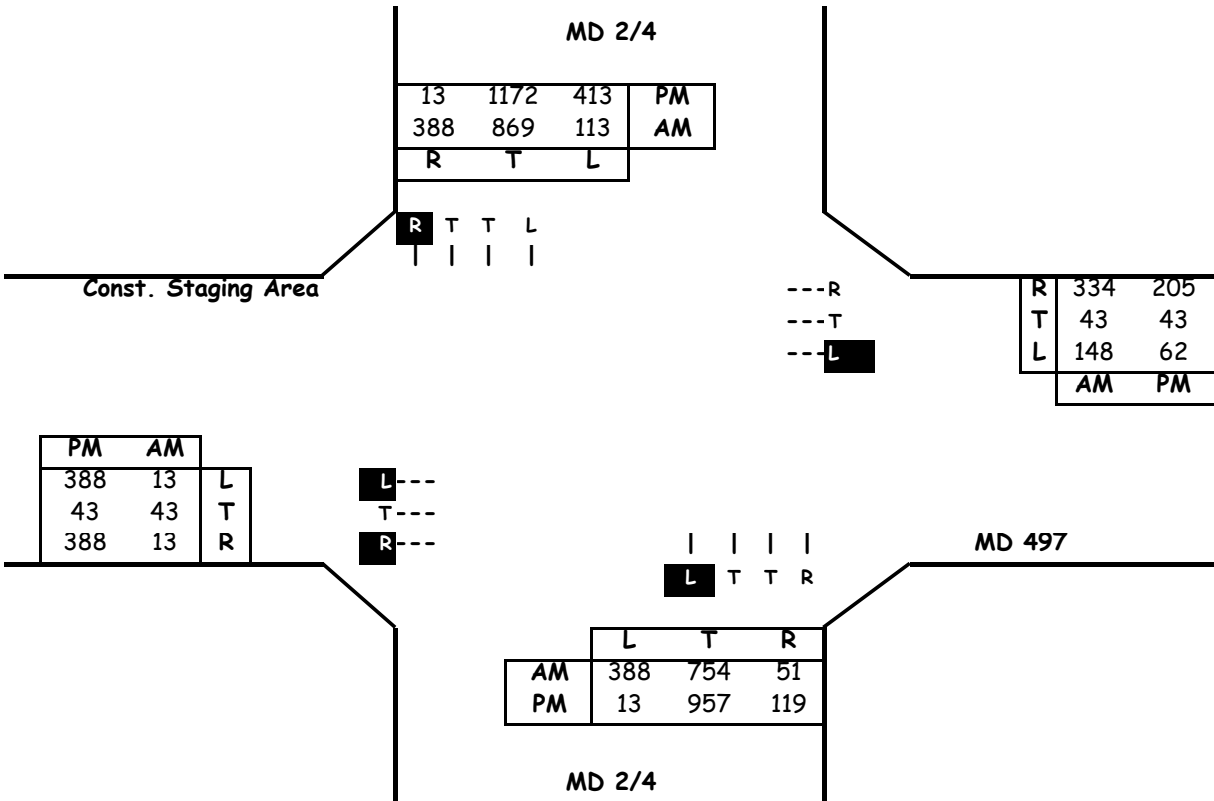 MD 2/4
13 1172 413 PM
388 869 113 AM
R T L
R T T L
| | | |
Const. Staging Area
---R
---T
---L
R 334 205
T 43 43
L 148 62
AM PM
PM AM
388 13 L
43 43 T
388 13 R
L---
T---
R---
MD 497
| | | |
L T T R
L T R
AM 388 754 51
PM 13 957 119
MD 2/4